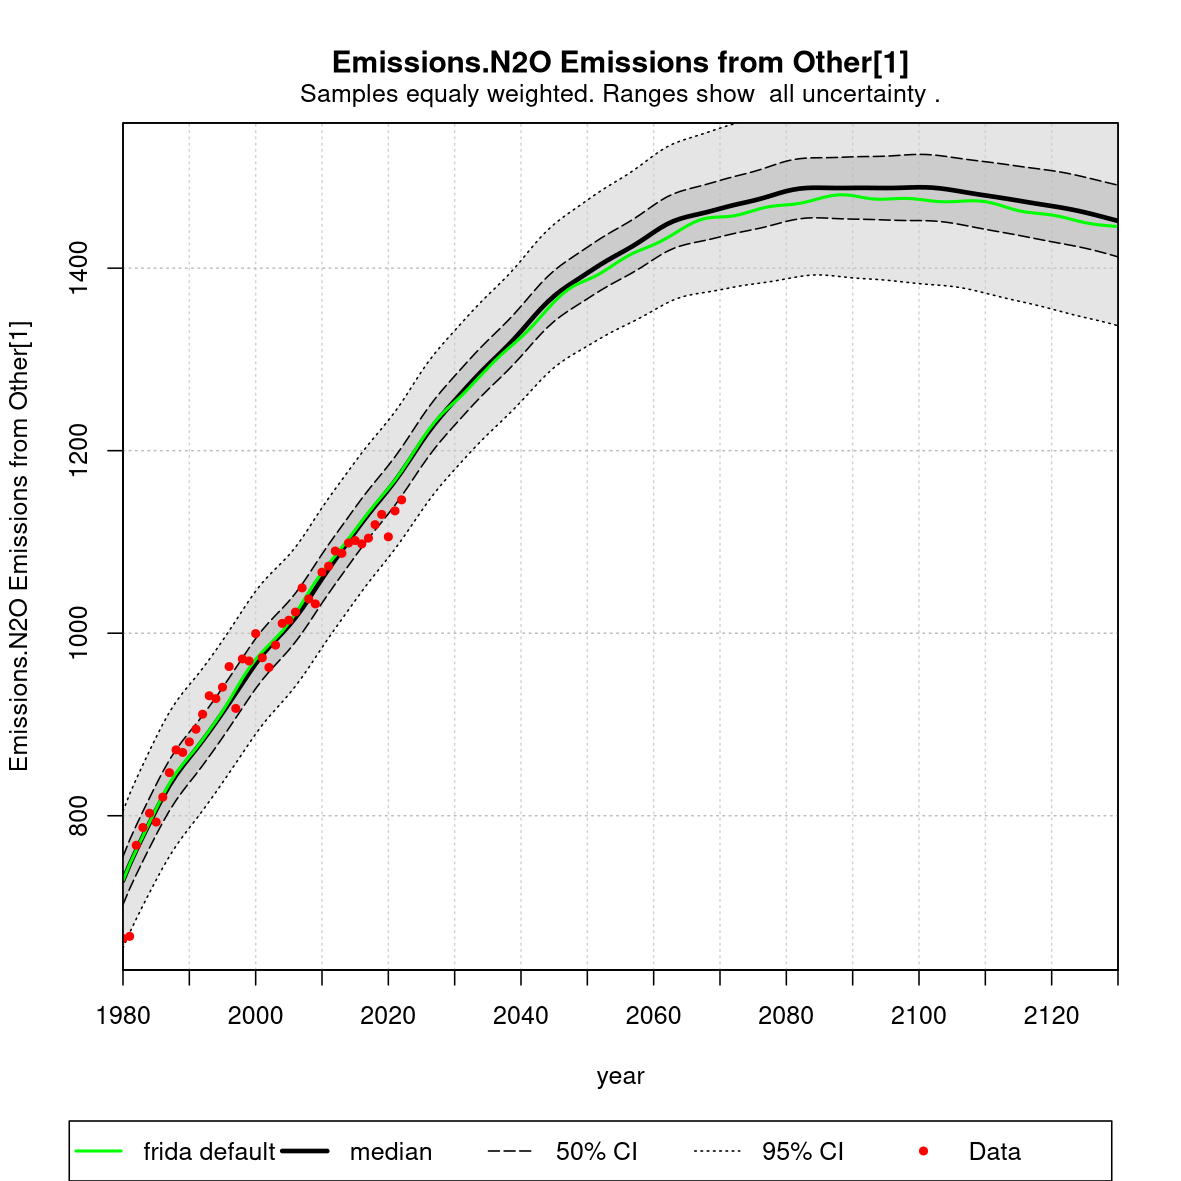 Emissions.N2O Emissions from Other[1]
Samples equaly weighted. Ranges show  all uncertainty .
Emissions.N2O Emissions from Other[1]
1400
1200
1000
800
1980 2000 2020 2040 2060 2080 2100 2120
year
frida default median 50% CI 95% CI Data